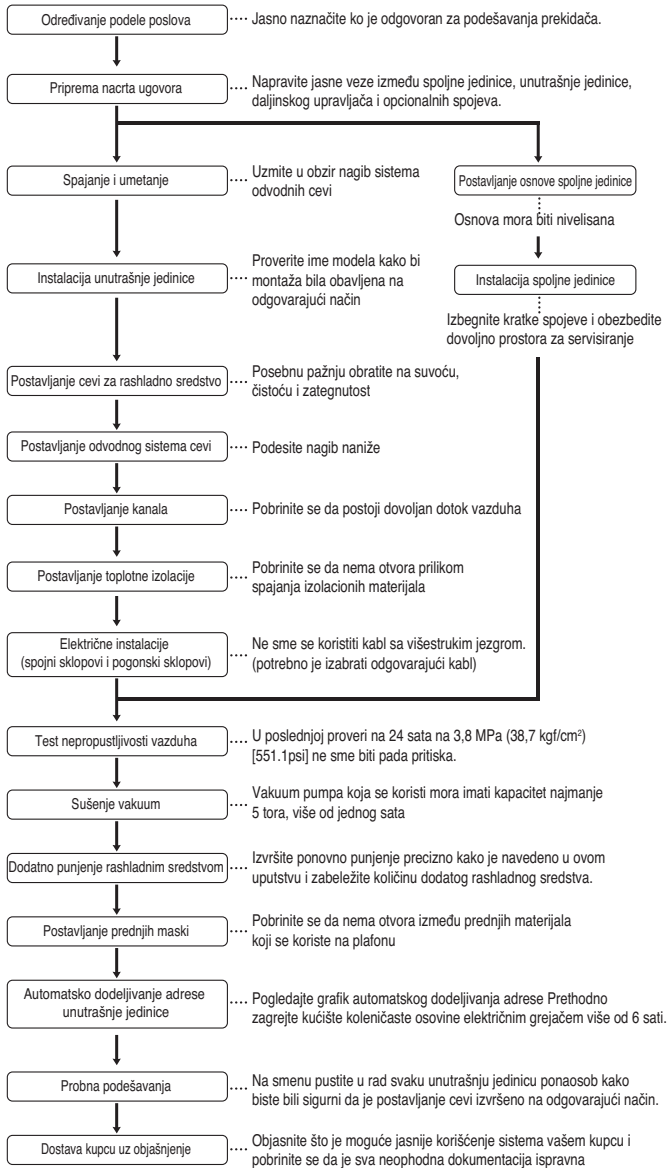 Određivanje podele poslova
Jasno naznačite ko je odgovoran za podešavanja prekidača.
Priprema nacrta ugovora
Napravite jasne veze između spoljne jedinice, unutrašnje jedinice,
daljinskog upravljača i opcionalnih spojeva.
Spajanje i umetanje
Uzmite u obzir nagib sistema
odvodnih cevi
Postavljanje osnove spoljne jedinice
Osnova mora biti nivelisana
Instalacija unutrašnje jedinice
Proverite ime modela kako bi
montaža bila obavljena na
odgovarajući način
Instalacija spoljne jedinice
Izbegnite kratke spojeve i obezbedite
dovoljno prostora za servisiranje
Postavljanje cevi za rashladno sredstvo
Posebnu pažnju obratite na suvoću,
čistoću i zategnutost
Postavljanje odvodnog sistema cevi
Podesite nagib naniže
Postavljanje kanala
Pobrinite se da postoji dovoljan dotok vazduha
Postavljanje toplotne izolacije
Pobrinite se da nema otvora prilikom
spajanja izolacionih materijala
Električne instalacije
(spojni sklopovi i pogonski sklopovi)
Ne sme se koristiti kabl sa višestrukim jezgrom.
(potrebno je izabrati odgovarajući kabl)
Test nepropustljivosti vazduha
U poslednjoj proveri na 24 sata na 3,8 MPa (38,7 kgf/cm²)
[551.1psi] ne sme biti pada pritiska.
Sušenje vakuum
Vakuum pumpa koja se koristi mora imati kapacitet najmanje
5 tora, više od jednog sata
Dodatno punjenje rashladnim sredstvom
Izvršite ponovno punjenje precizno kako je navedeno u ovom
uputstvu i zabeležite količinu dodatog rashladnog sredstva.
Postavljanje prednjih maski
Pobrinite se da nema otvora između prednjih materijala
koji se koriste na plafonu
Automatsko dodeljivanje adrese
unutrašnje jedinice
Pogledajte grafik automatskog dodeljivanja adrese Prethodno
zagrejte kućište koleničaste osovine električnim grejačem više od 6 sati.
Probna podešavanja
Na smenu pustite u rad svaku unutrašnju jedinicu ponaosob kako
biste bili sigurni da je postavljanje cevi izvršeno na odgovarajući način.
Dostava kupcu uz objašnjenje
Objasnite što je moguće jasnije korišćenje sistema vašem kupcu i
pobrinite se da je sva neophodna dokumentacija ispravna